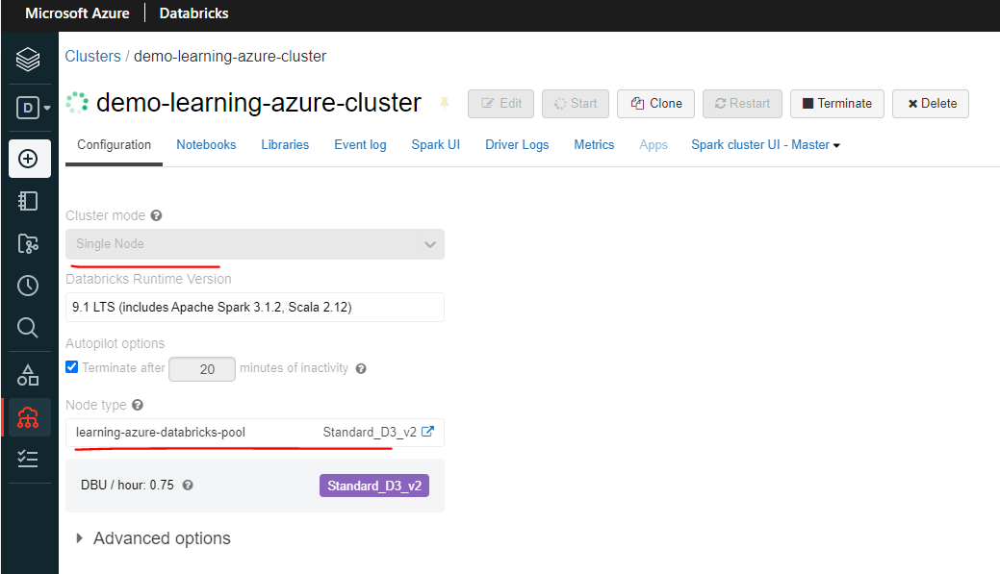 Microsoft Azure Databricks
Clusters / demo-learning-azure-cluster
D
demo-learning-azure-cluster Edit Start Clone Restart Terminate Delete
Configuration Notebooks Libraries Event log Spark UI Driver Logs Metrics Apps Spark cluster UI - Master
Cluster mode ?
Single Node
Databricks Runtime Version
9.1 LTS (includes Apache Spark 3.1.2, Scala 2.12)
Autopilot options
Terminate after 20 minutes of inactivity ?
Node type ?
learning-azure-databricks-pool Standard_D3_v2
DBU / hour: 0.75 ? Standard_D3_v2
Advanced options